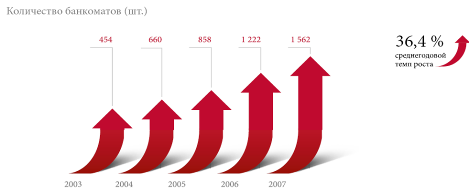 Количество банкоматов (шт.)
454 660 858 1 222 1 562
36,4 %
среднегодовой
темп роста
2003 2004 2005 2006 2007